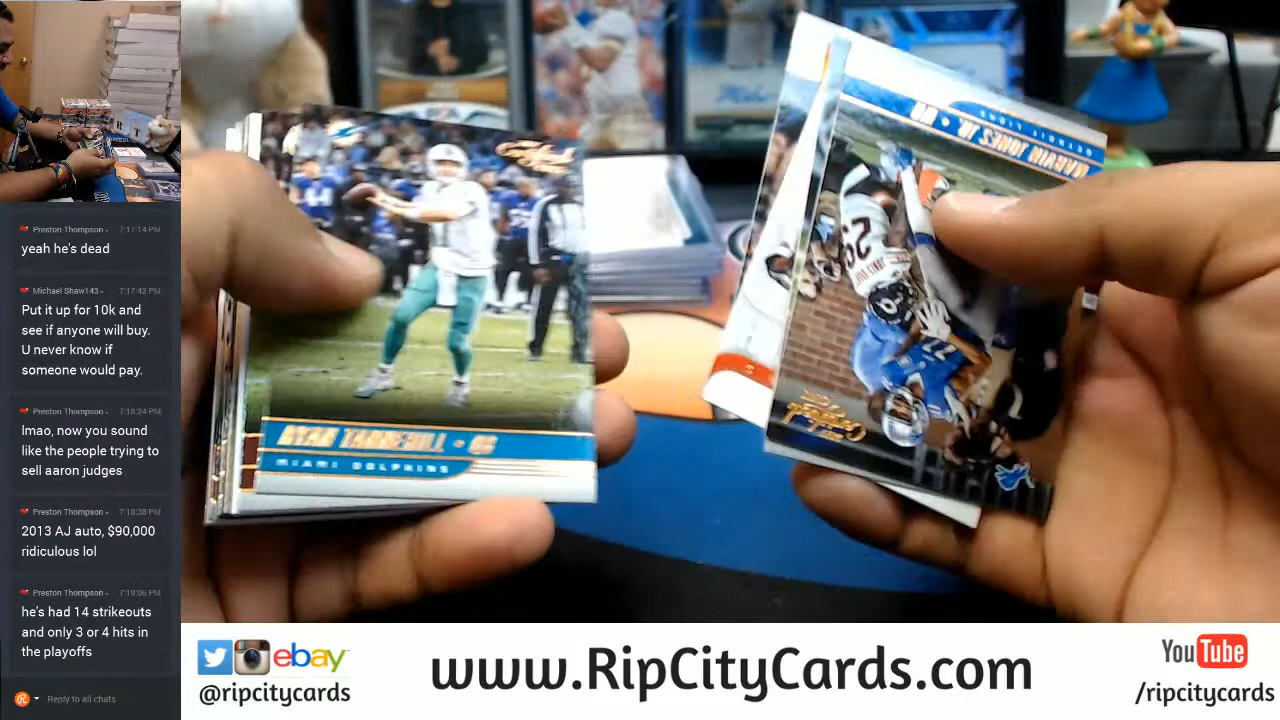 Preston Thompson - 7:17:14 PM
yeah he's dead
Michael Shaw143- 7:17:42 PM
Put it up for 10k and
see if anyone will buy.
U never know if
someone would pay.
Preston Thompson - 7:18:24 PM
lmao, now you sound
like the people trying to
sell aaron judges
Preston Thompson - 7:18:38 PM
2013 AJ auto, $90,000
ridiculous lol
Preston Thompson - 7:19:06 PM
he's had 14 strikeouts
and only 3 or 4 hits in
the playoffs
Reply to all chats
RYAN TANNEHILL • QB
MIAMI DOLPHINS
MARVIN JONES JR. • WR
DETROIT LIONS
29
ebay
@ripcitycards
www.RipCityCards.com
YouTube
/ripcitycards